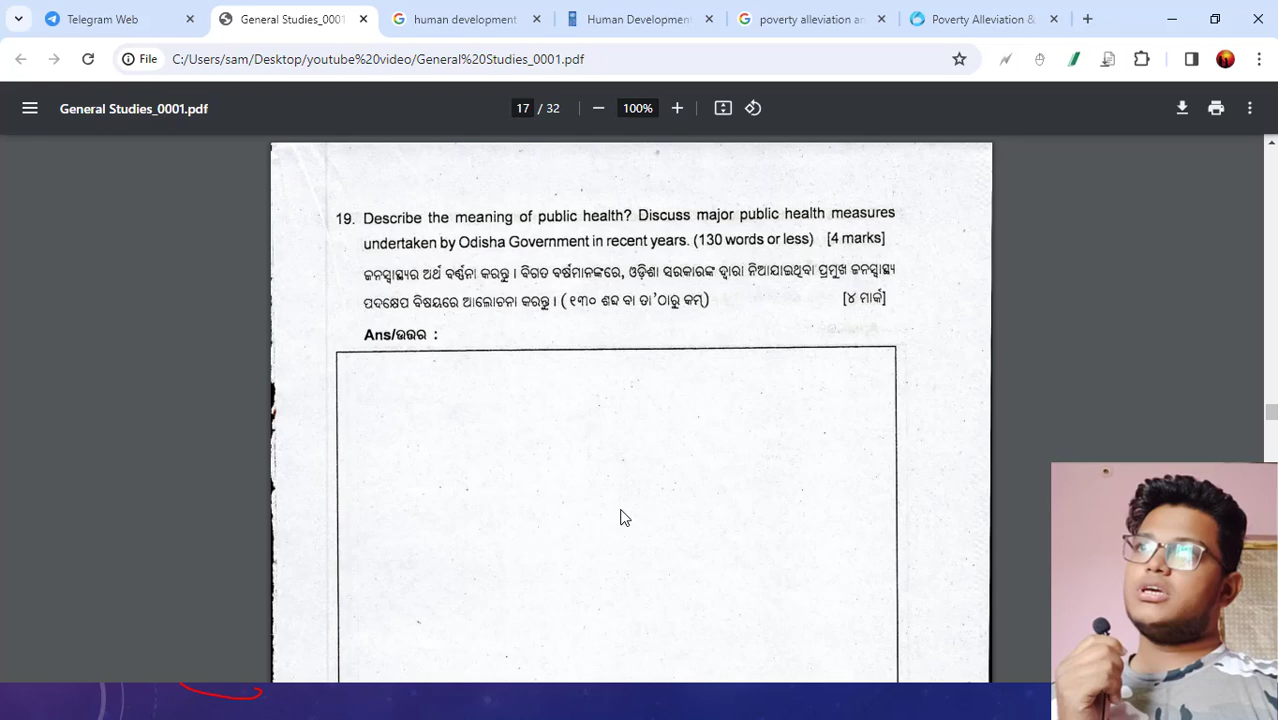 Telegram Web
General Studies_0001
human development
Human Developmen
poverty alleviation an
Poverty Alleviation &
File
C:/Users/sam/Desktop/youtube%20video/General%20Studies_0001.pdf
General Studies_0001.pdf
17 / 32
100%
19. Describe the meaning of public health? Discuss major public health measures
undertaken by Odisha Government in recent years. (130 words or less) [4 marks]
ଜନସ୍ୱାସ୍ଥ୍ୟର ଅର୍ଥ ବର୍ଣ୍ଣନା କରନ୍ତୁ । ବିଗତ ବର୍ଷମାନଙ୍କରେ, ଓଡ଼ିଶା ସରକାରଙ୍କ ଦ୍ୱାରା ନିଆଯାଇଥିବା ପ୍ରମୁଖ ଜନସ୍ୱାସ୍ଥ୍ୟ
ପଦକ୍ଷେପ ବିଷୟରେ ଆଲୋଚନା କରନ୍ତୁ । (୧୩୦ ଶବ୍ଦ ବା ତା'ଠାରୁ କମ୍) [୪ ମାର୍କ]
Ans/ଉତ୍ତର :